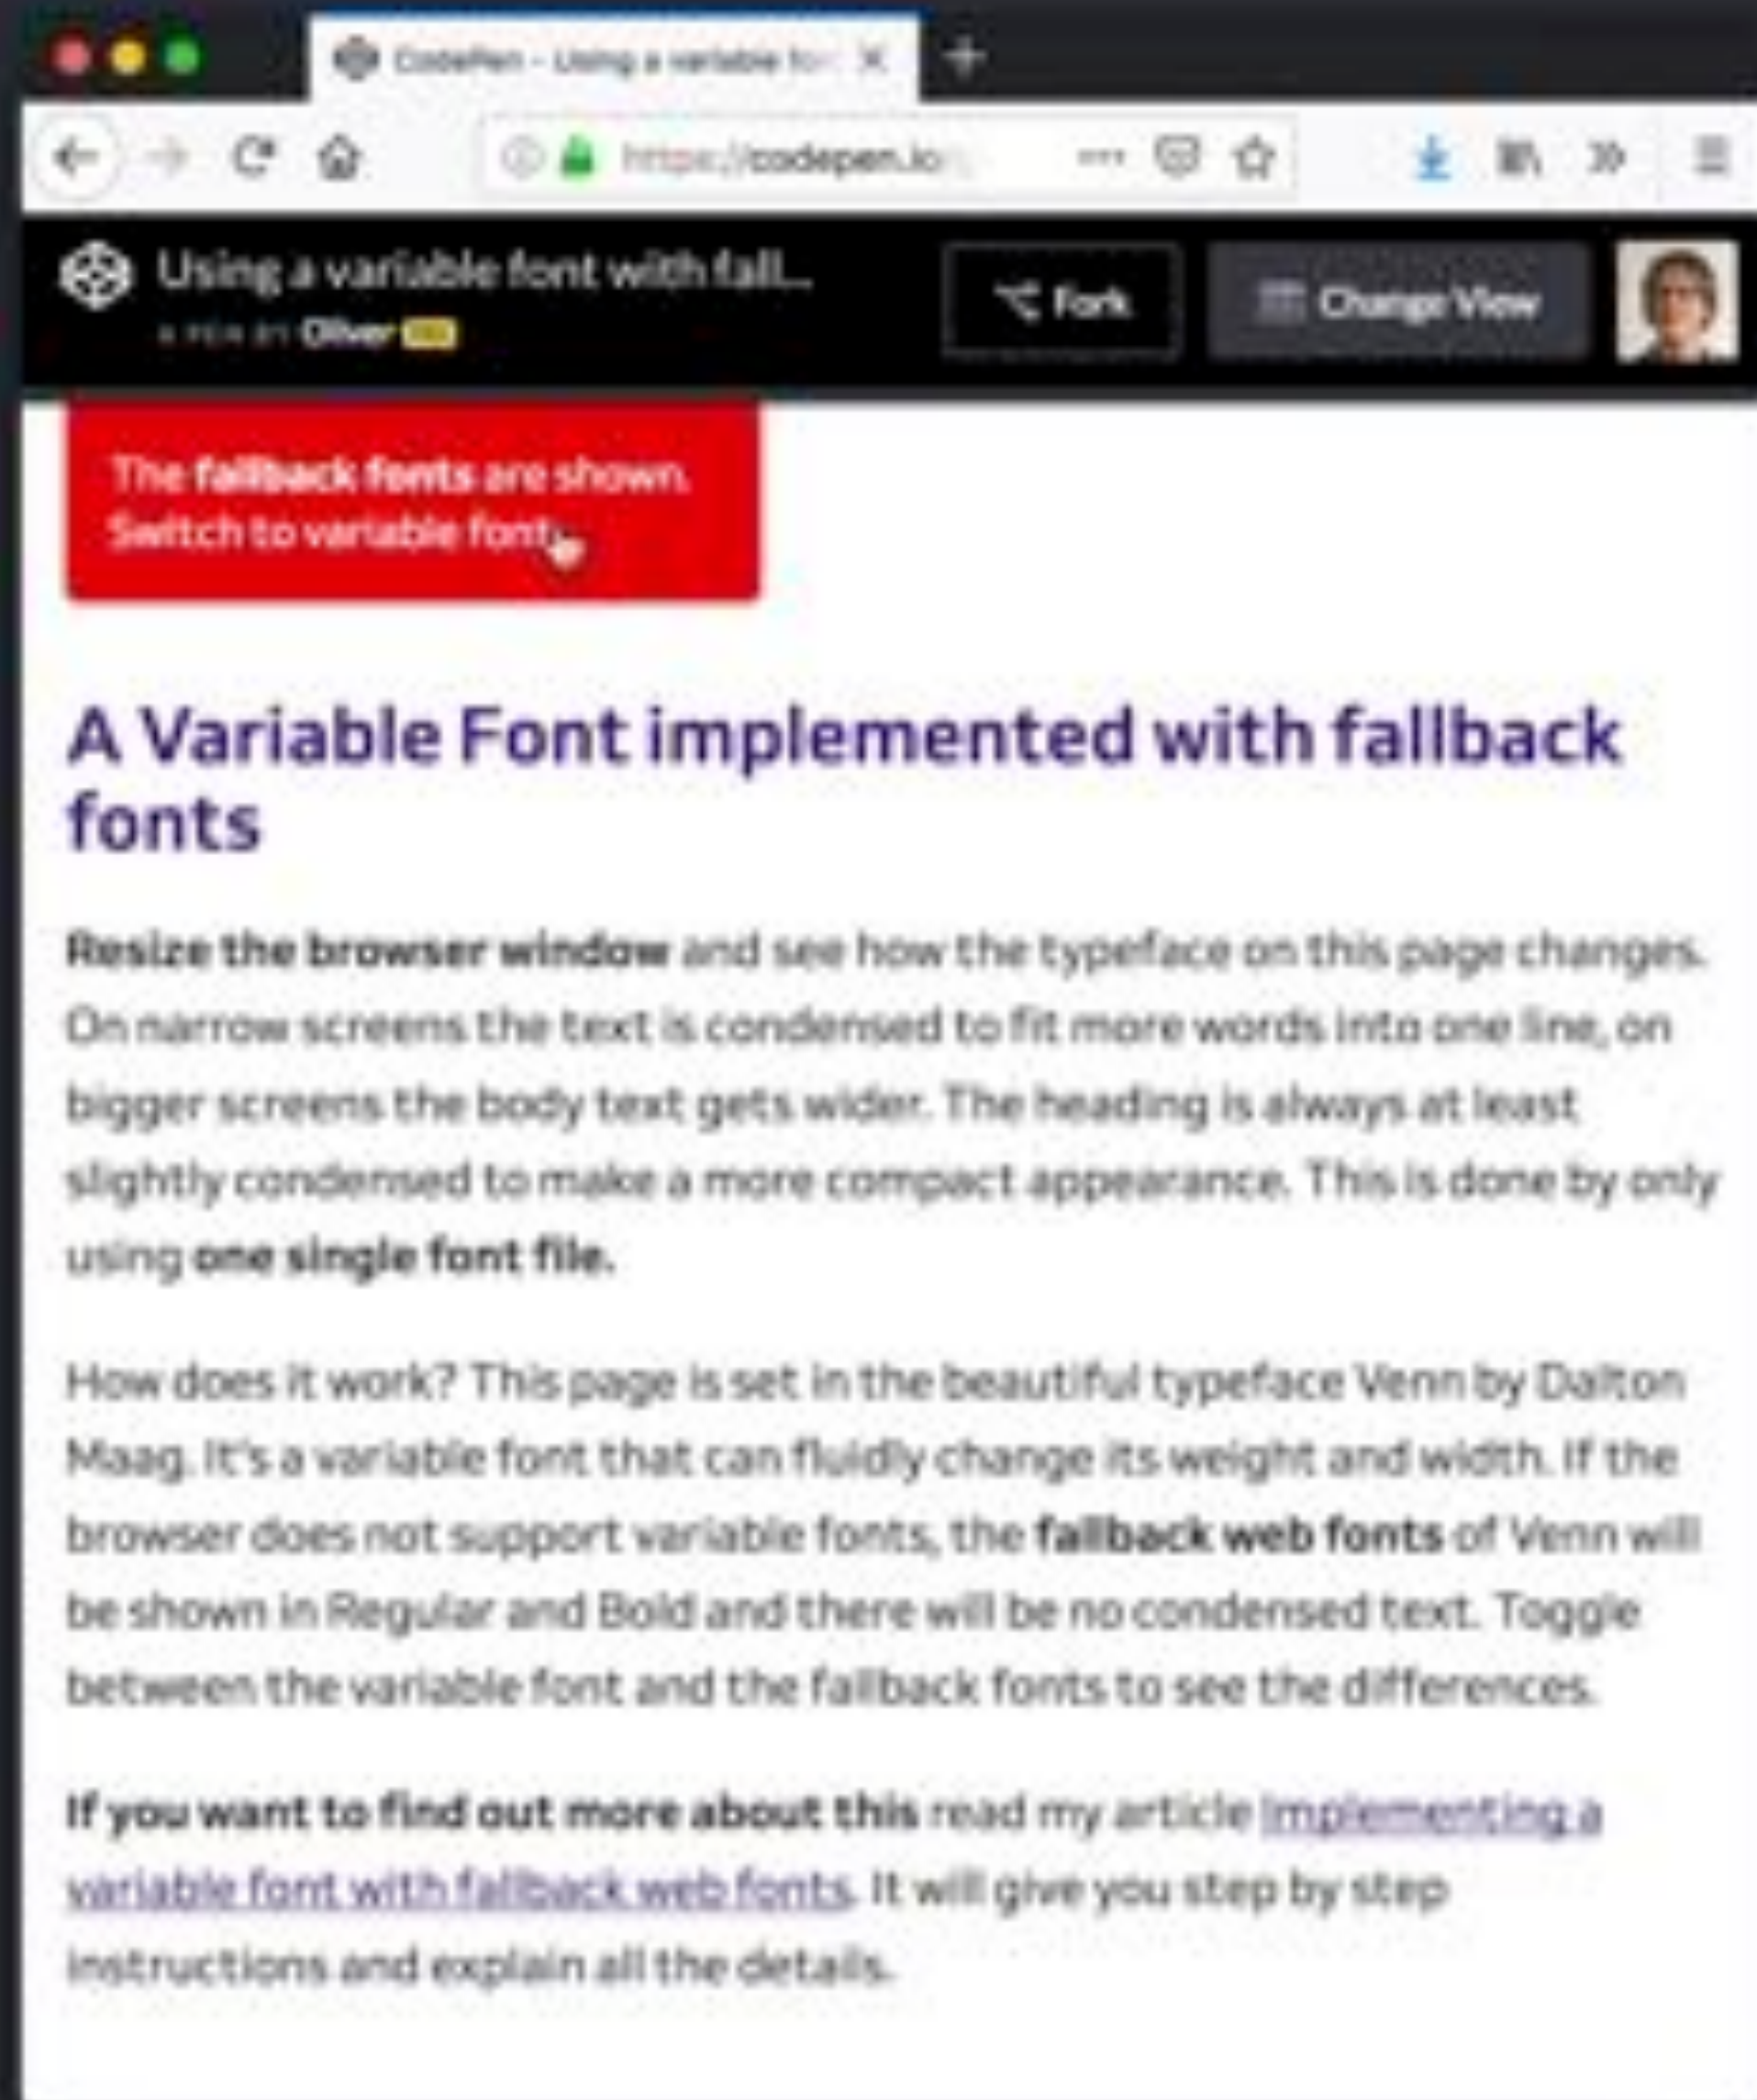 CodePen - Using a variable fo
https://codepen.io
Using a variable font with fall...
A PEN BY Oliver
Fork
Change View
The fallback fonts are shown.
Switch to variable font
A Variable Font implemented with fallback
fonts
Resize the browser window and see how the typeface on this page changes.
On narrow screens the text is condensed to fit more words into one line, on
bigger screens the body text gets wider. The heading is always at least
slightly condensed to make a more compact appearance. This is done by only
using one single font file.
How does it work? This page is set in the beautiful typeface Venn by Dalton
Maag. It's a variable font that can fluidly change its weight and width. If the
browser does not support variable fonts, the fallback web fonts of Venn will
be shown in Regular and Bold and there will be no condensed text. Toggle
between the variable font and the fallback fonts to see the differences.
If you want to find out more about this read my article Implementing a
variable font with fallback web fonts. It will give you step by step
instructions and explain all the details.